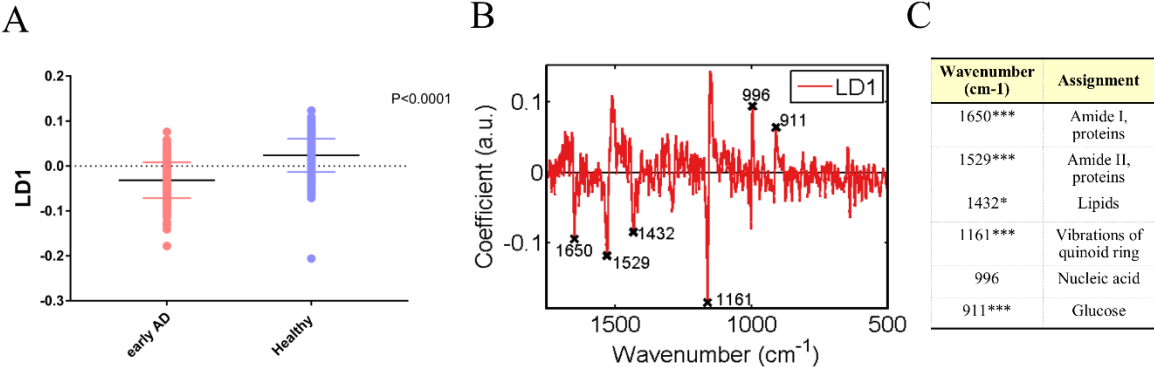 A
0.2
0.1
0.0
-0.1
-0.2
-0.3
LD1
P<0.0001
early AD
Healthy
B
0.1
0
-0.1
Coefficient (a.u.)
LD1
996
911
1650
1529
1432
1161
1500
1000
500
Wavenumber (cm-1)
C
Wavenumber
(cm-1)
Assignment
1650***
Amide I,
proteins
1529***
Amide II,
proteins
1432*
Lipids
1161***
Vibrations of
quinoid ring
996
Nucleic acid
911***
Glucose